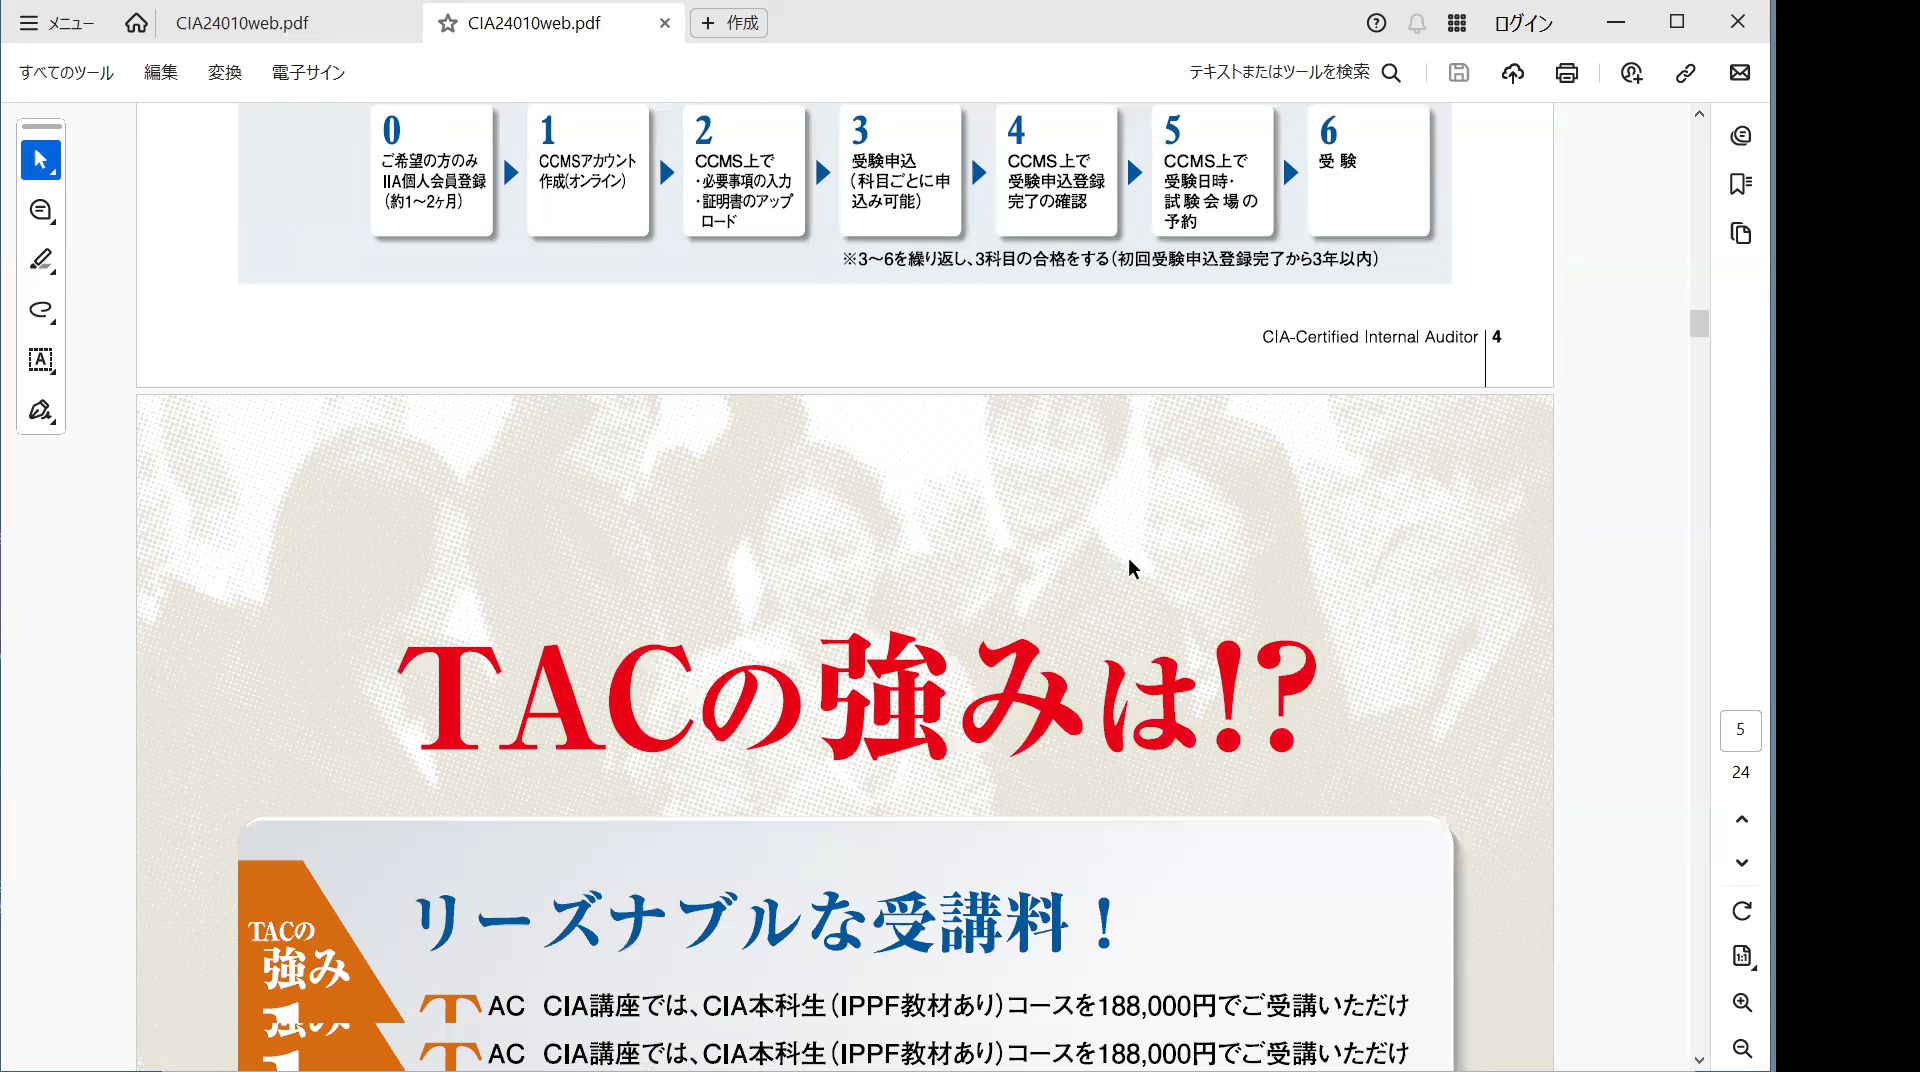 メニュー
CIA24010web.pdf
CIA24010web.pdf
作成
ログイン
すべてのツール
編集
変換
電子サイン
テキストまたはツールを検索
0
ご希望の方のみ
IIA個人会員登録
（約1～2ヶ月）
1
CCMSアカウント
作成(オンライン)
2
CCMS上で
・必要事項の入力
・証明書のアップ
ロード
3
受験申込
（科目ごとに申
込み可能）
4
CCMS上で
受験申込登録
完了の確認
5
CCMS上で
受験日時・
試験会場の
予約
6
受験
※3～6を繰り返し、3科目の合格をする（初回受験申込登録完了から3年以内）
CIA-Certified Internal Auditor 4
TACの強みは!?
TACの
強み
1
リーズナブルな受講料！
TAC CIA講座では、CIA本科生（IPPF教材あり）コースを188,000円でご受講いただけ
TAC CIA講座では、CIA本科生（IPPF教材あり）コースを188,000円でご受講いただけ
5
24
1:1